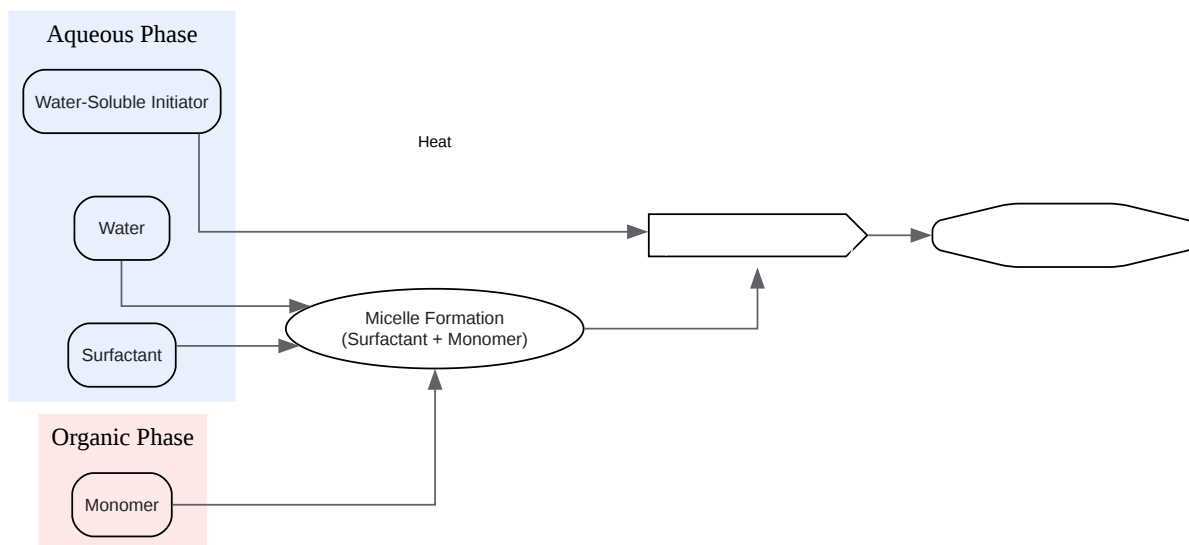 Aqueous Phase
Water-Soluble Initiator
Heat
Water
Micelle Formation
(Surfactant + Monomer)
Surfactant
Organic Phase
Monomer